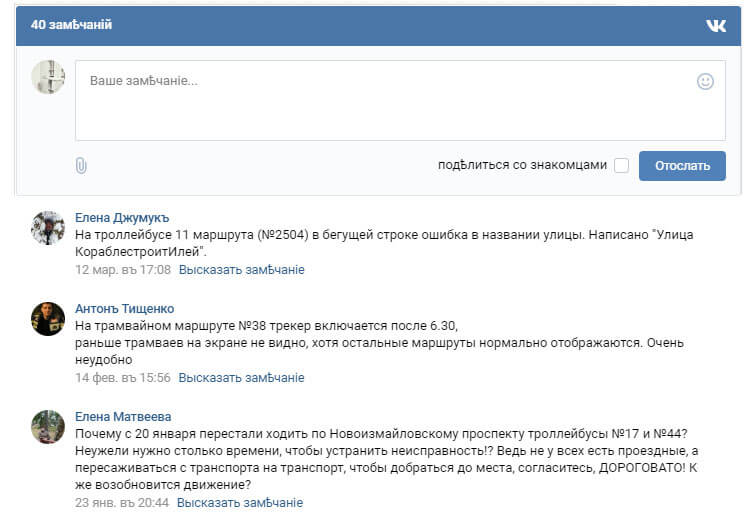 40 замѣчаній
Ваше замѣчаніе...
подѣлиться со знакомцами
Отослать
Елена Джумукъ
На троллейбусе 11 маршрута (№2504) в бегущей строке ошибка в названии улицы. Написано "Улица
КораблестроитИлей".
12 мар. въ 17:08 Высказать замѣчаніе
Антонъ Тищенко
На трамвайном маршруте №38 трекер включается после 6.30,
раньше трамваев на экране не видно, хотя остальные маршруты нормально отображаются. Очень
неудобно
14 фев. въ 15:56 Высказать замѣчаніе
Елена Матвеева
Почему с 20 января перестали ходить по Новоизмайловскому проспекту троллейбусы №17 и №44?
Неужели нужно столько времени, чтобы устранить неисправность!? Ведь не у всех есть проездные, а
пересаживаться с транспорта на транспорт, чтобы добраться до места, согласитесь, ДОРОГОВАТО! К
же возобновится движение?
23 янв. въ 20:44 Высказать замѣчаніе